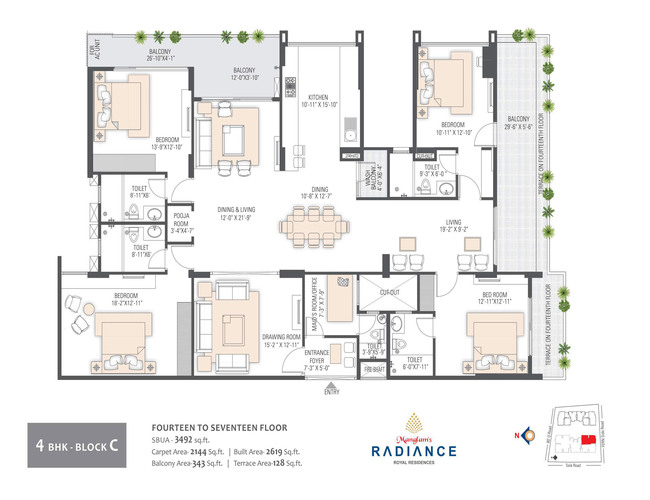 FOR
AC UNIT
BALCONY
26'-10"X4'-1"
BALCONY
12'-0"X3'-10"
KITCHEN
10'-11" X 15'-10"
BEDROOM
13'-9"X12'-10"
BEDROOM
10'-11" X 12'-10"
BALCONY
29'-6" X 5'-6"
TERRACE ON FOURTEENTH FLOOR
WASH
BALCONY
4'-0"X6'-4"
CUT-OUT
TOILET
8'-3" X 6'-0"
TOILET
8'-11"X6'
DINING
10'-8" X 12'-7"
POOJA
ROOM
3'-4"X4'-7"
DINING & LIVING
12'-0" X 21'-9"
LIVING
19'-2" X 9'-2"
TOILET
8'-11"X6'
BEDROOM
18'-2"X12'-11"
DRAWING ROOM
15'-2" X 12'-11"
MAID'S ROOM/OFFICE
7'-3" X 7'-9"
CUT-OUT
BED ROOM
12'-11"X12'-11"
TERRACE ON FOURTEENTH FLOOR
TOILET
3'-9"X5'-9"
TOILET
6'-0"X7'-11"
ENTRANCE
FOYER
7'-3" X 5'-0"
FIRE SHAFT
ENTRY
4 BHK - BLOCK C
FOURTEEN TO SEVENTEEN FLOOR
SBUA - 3492 sq.ft.
Carpet Area- 2144 Sq.ft. | Built Area- 2619 Sq.ft.
Balcony Area-343 Sq.ft. | Terrace Area-128 Sq.ft.
Manglam's
RADIANCE
ROYAL RESIDENCES
N